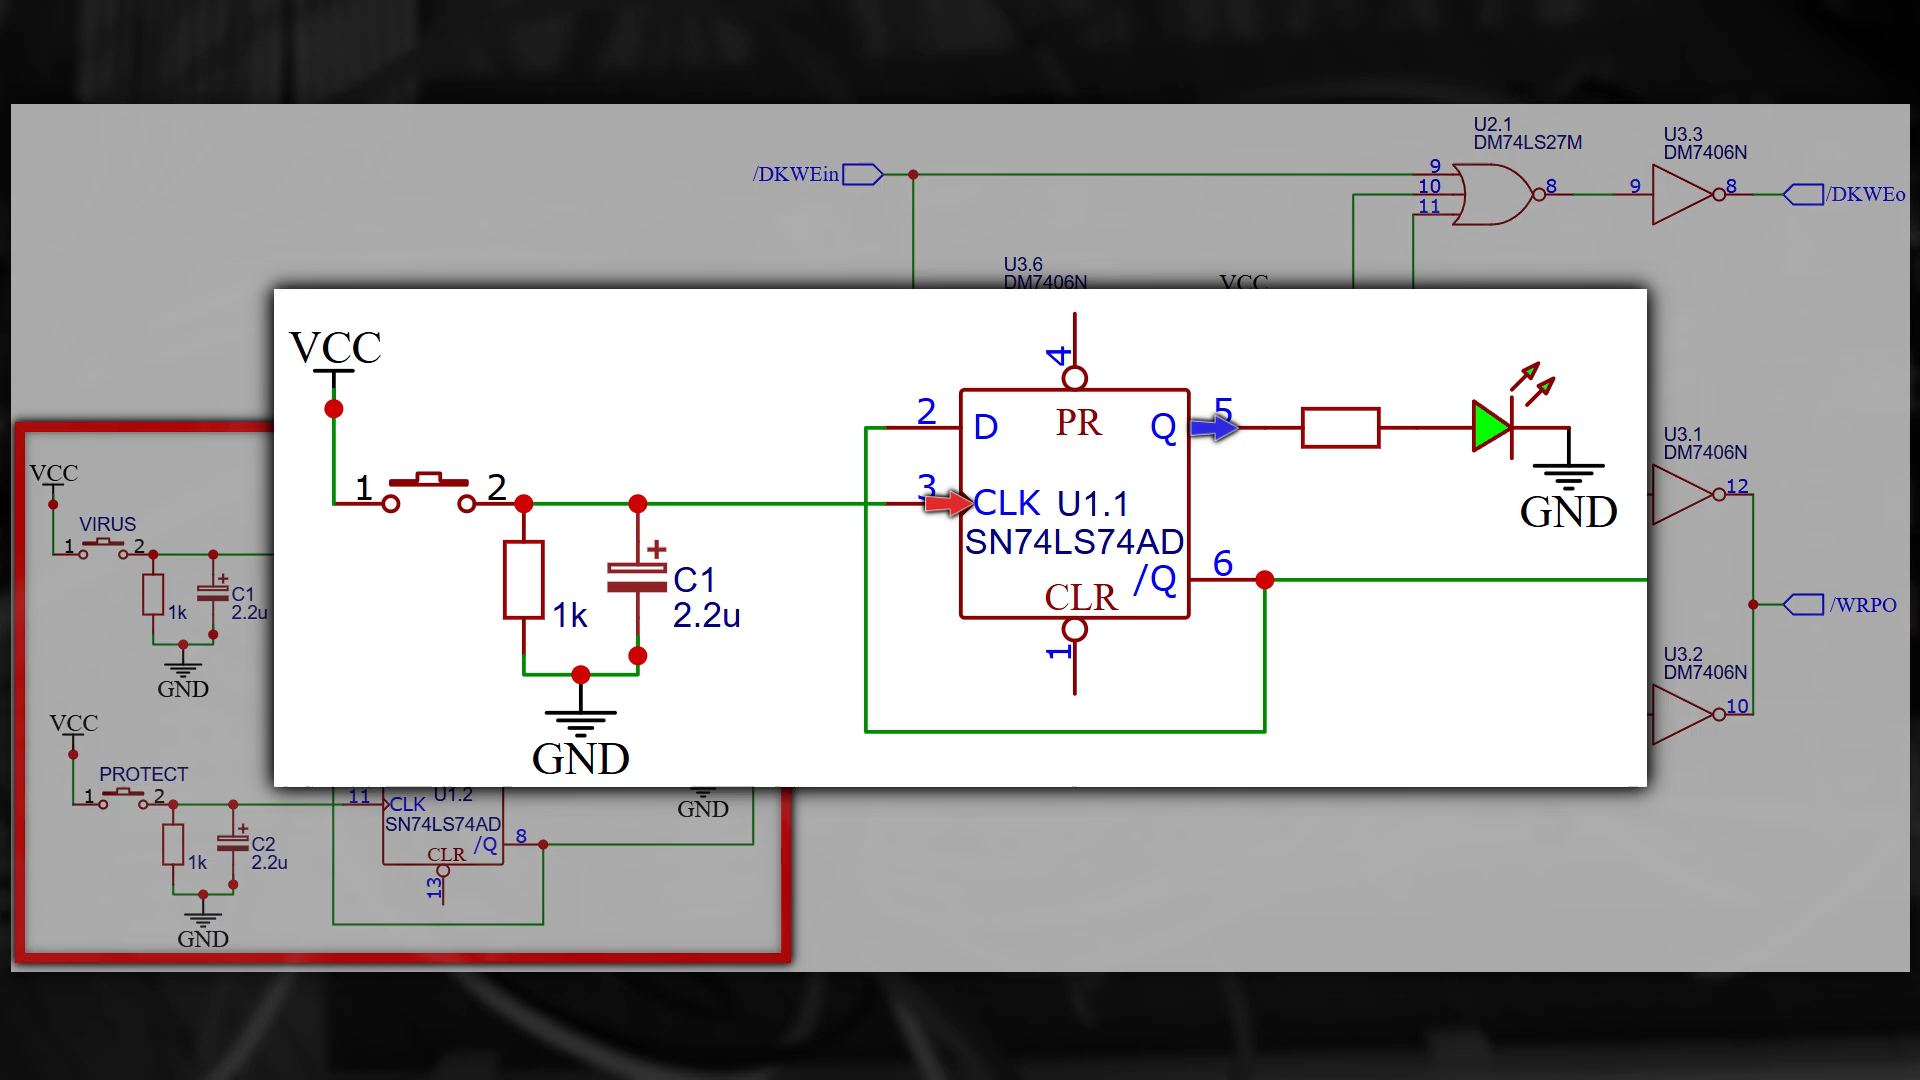 U2.1
DM74LS27M
U3.3
DM7406N
/DKWEin
9
10
11
8
9
8
/DKWEo
U3.6
DM7406N
VCC
VCC
1
2
2
D
3
CLK
4
PR
Q
5
U1.1
SN74LS74AD
/Q
6
CLR
1
GND
1k
C1
2.2u
GND
U3.1
DM7406N
12
/WRPO
U3.2
DM7406N
10
VCC
VIRUS
1
2
1k
C1
2.2u
GND
VCC
PROTECT
1
2
1k
C2
2.2u
GND
11
CLK
U1.2
SN74LS74AD
/Q
8
CLR
13
GND